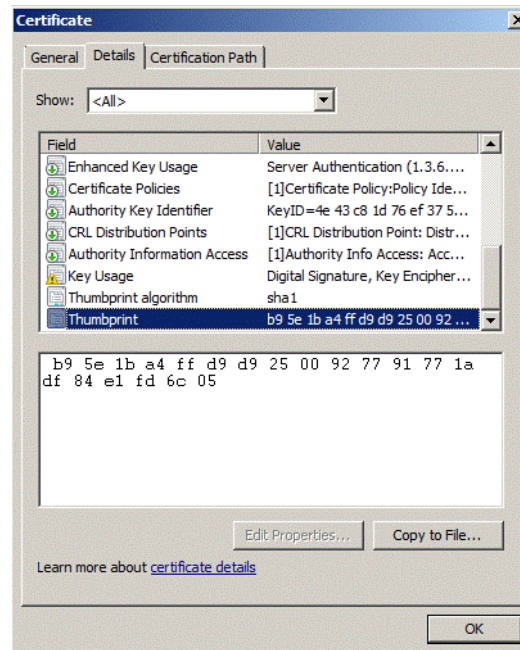 Certificate
General Details Certification Path
Show: <All>
Field Value
Enhanced Key Usage Server Authentication (1.3.6....
Certificate Policies [1]Certificate Policy:Policy Ide...
Authority Key Identifier KeyID=4e 43 c8 1d 76 ef 37 5...
CRL Distribution Points [1]CRL Distribution Point: Distr...
Authority Information Access [1]Authority Info Access: Acc...
Key Usage Digital Signature, Key Encipher...
Thumbprint algorithm sha1
Thumbprint b9 5e 1b a4 ff d9 d9 25 00 92 ...
b9 5e 1b a4 ff d9 d9 25 00 92 77 91 77 1a
df 84 e1 fd 6c 05
Edit Properties... Copy to File...
Learn more about certificate details
OK